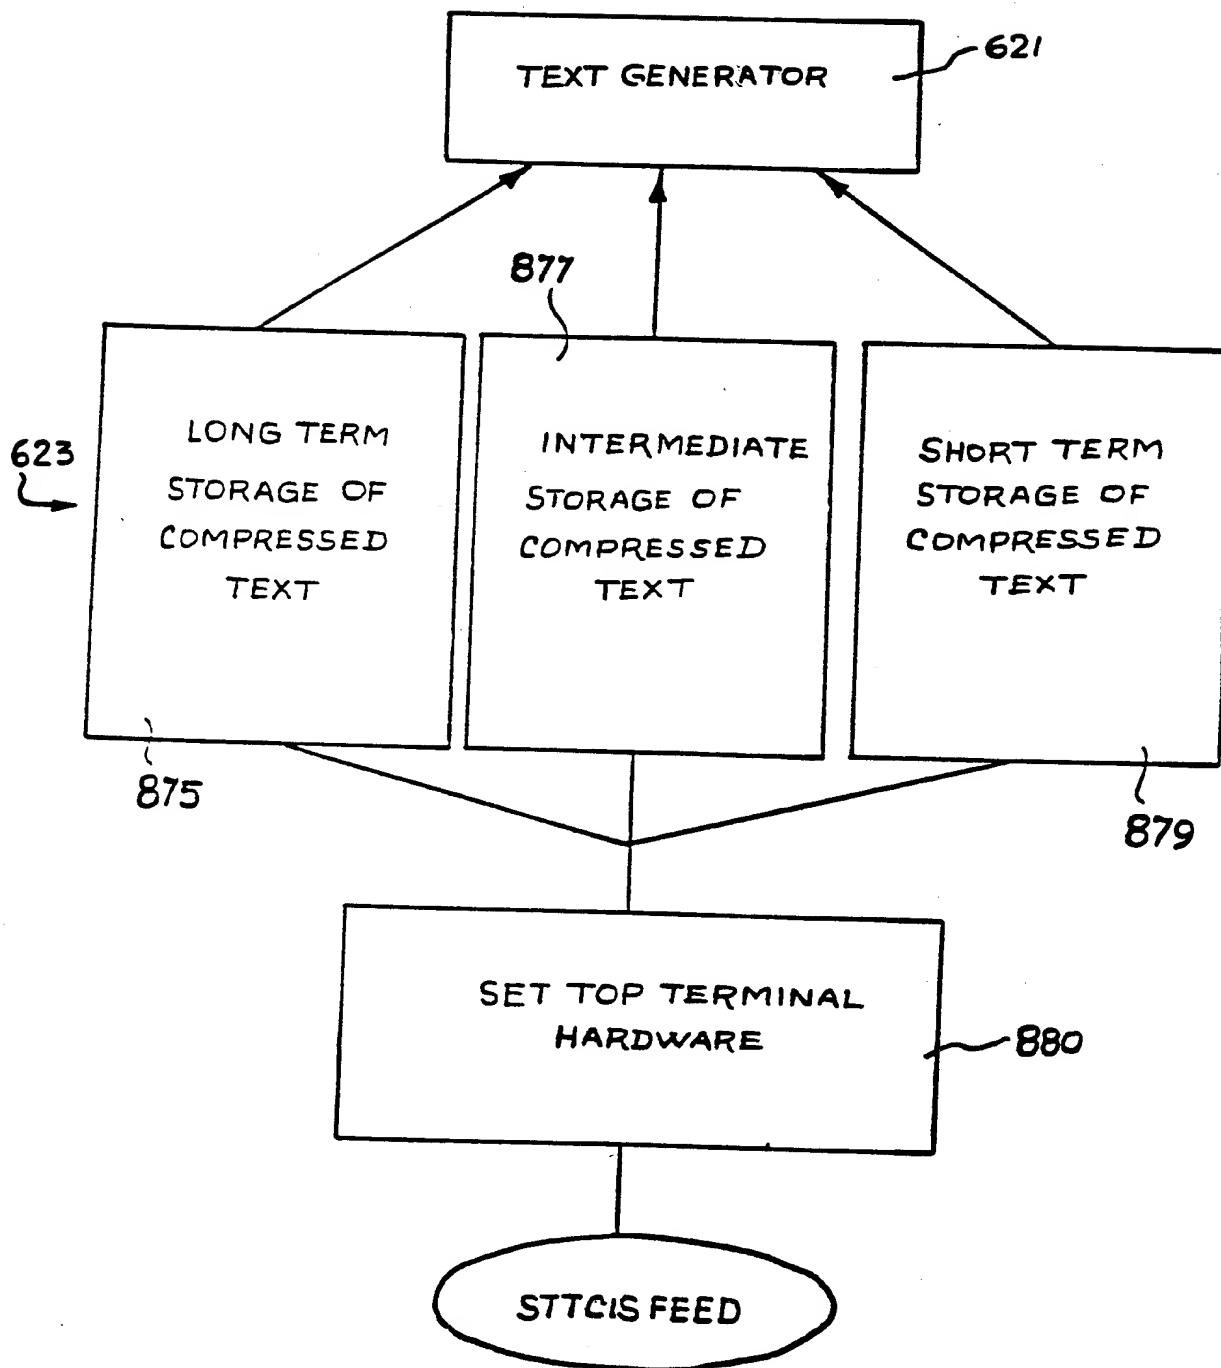 TEXT GENERATOR
621
877
623
LONG TERM
STORAGE OF
COMPRESSED
TEXT
INTERMEDIATE
STORAGE OF
COMPRESSED
TEXT
SHORT TERM
STORAGE OF
COMPRESSED
TEXT
875
879
SET TOP TERMINAL
HARDWARE
880
STTCIS FEED